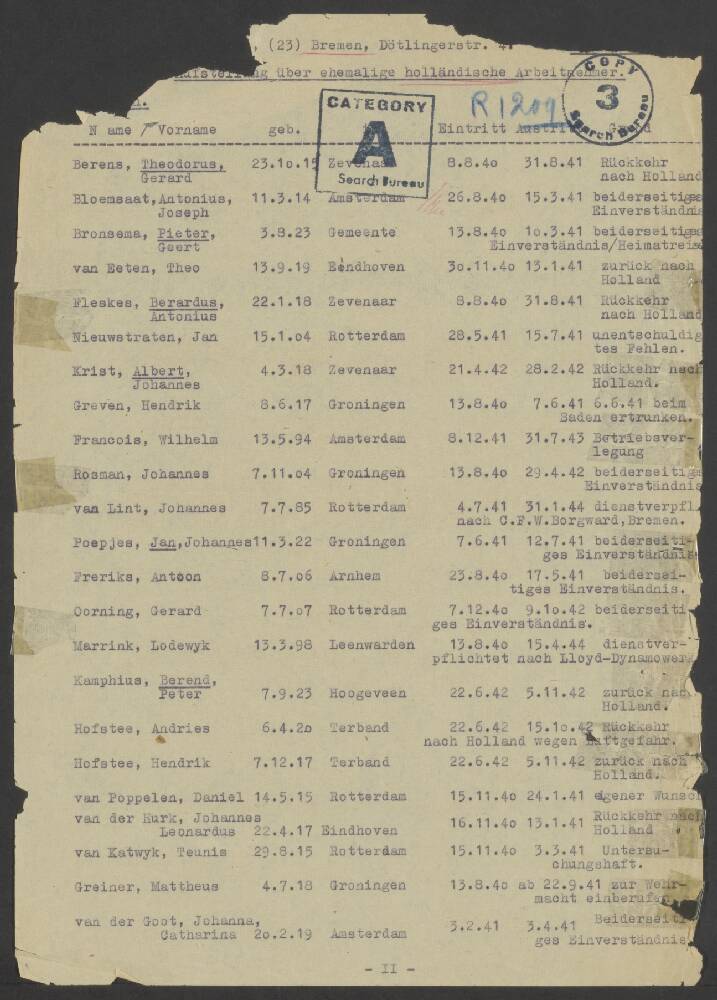 (23) Bremen, Dötlingerstr. 4.
über ehemalige holländische Arbeitnehmer.
COPY
3
Search Bureau
CATEGORY
A
Search Bureau
R1209
N ame / Vorname geb. Eintritt Austritt Grund
Berens, Theodorus, 23.10.15 Zevenaar 8.8.40 31.8.41 Rückkehr
Gerard nach Holland
Bloemsaat, Antonius, 11.3.14 Amsterdam 26.8.40 15.3.41 beiderseitiges
Joseph Einverständnis
Bronsema, Pieter, 3.8.23 Gemeente 13.8.40 10.3.41 beiderseitiges
Geert Einverständnis/Heimatreise
van Eeten, Theo 13.9.19 Eendhoven 30.11.40 13.1.41 zurück nach
Holland
Fleskes, Berardus, 22.1.18 Zevenaar 8.8.40 31.8.41 Rückkehr
Antonius nach Holland
Nieuwstraten, Jan 15.1.04 Rotterdam 28.5.41 15.7.41 unentschuldig
tes Fehlen.
Krist, Albert, 4.3.18 Zevenaar 21.4.42 28.2.42 Rückkehr nach
Johannes Holland.
Greven, Hendrik 8.6.17 Groningen 13.8.40 7.6.41 6.6.41 beim
Baden ertrunken.
Francois, Wilhelm 13.5.94 Amsterdam 8.12.41 31.7.43 Betriebsver-
legung
Rosman, Johannes 7.11.04 Groningen 13.8.40 29.4.42 beiderseitige
Einverständnis
van Lint, Johannes 7.7.85 Rotterdam 4.7.41 31.1.44 dienstverpfl.
nach C.F.W.Borgward, Bremen.
Poepjes, Jan, Johannes 11.3.22 Groningen 7.6.41 12.7.41 beiderseiti-
ges Einverständnis
Freriks, Antoon 8.7.06 Arnhem 23.8.40 17.5.41 beidersei-
tiges Einverständnis.
Oorning, Gerard 7.7.07 Rotterdam 7.12.40 9.10.42 beiderseiti
ges Einverständnis.
Marrink, Lodewyk 13.3.98 Leenwarden 13.8.40 15.4.44 dienstver-
pflichtet nach Lloyd-Dynamowerk
Kamphius, Berend,
Peter 7.9.23 Hoogeveen 22.6.42 5.11.42 zurück nach
Holland.
Hofstee, Andries 6.4.20 Terband 22.6.42 15.10.42 Rückkehr
nach Holland wegen Luftgefahr.
Hofstee, Hendrik 7.12.17 Terband 22.6.42 5.11.42 zurück nach
Holland.
van Poppelen, Daniel 14.5.15 Rotterdam 15.11.40 24.1.41 eigener Wunsch
van der Hurk, Johannes
Leonardus 22.4.17 Eindhoven 16.11.40 13.1.41 Rückkehr nach
Holland
van Katwyk, Teunis 29.8.15 Rotterdam 15.11.40 3.3.41 Untersu-
chungshaft.
Greiner, Mattheus 4.7.18 Groningen 13.8.40 ab 22.9.41 zur Wehr-
macht einberufen
van der Goot, Johanna,
Catharina 20.2.19 Amsterdam 3.2.41 3.4.41 Beiderseiti
ges Einverständnis
- II -